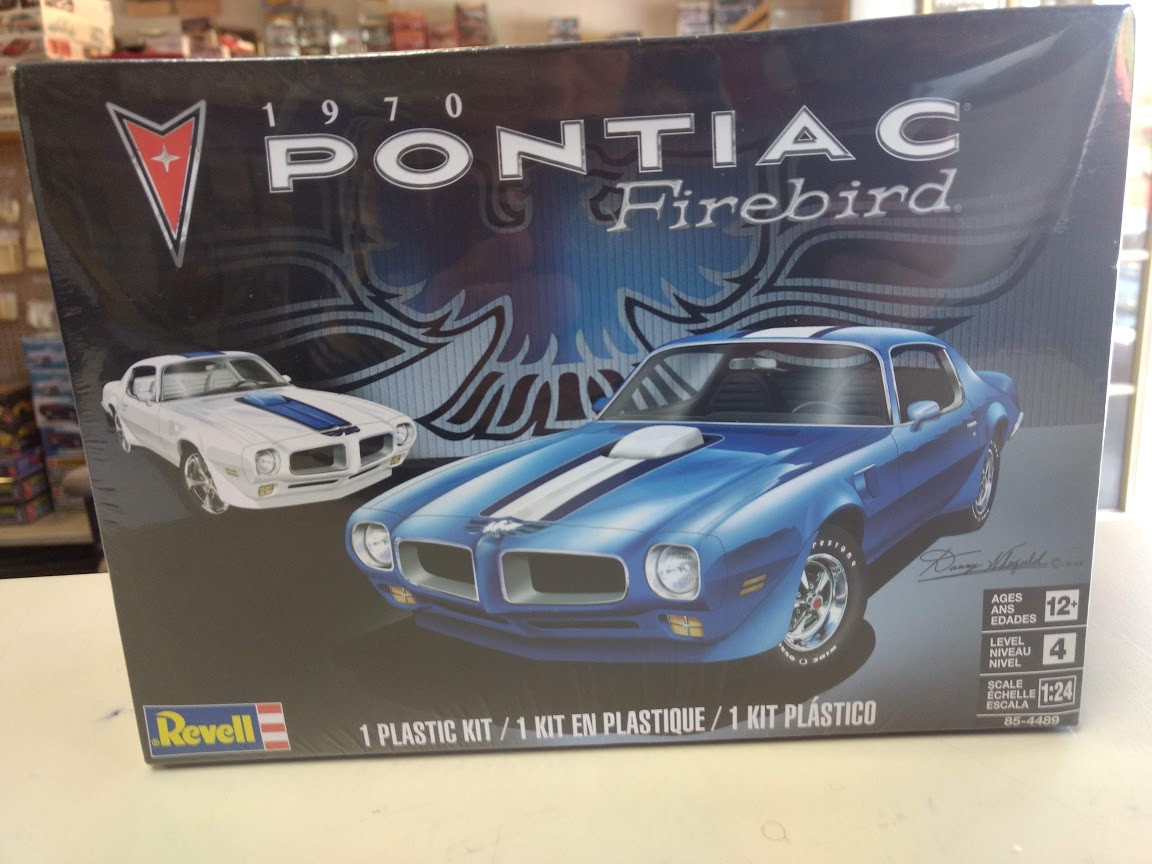 1970
PONTIAC
Firebird
AGES
ANS
EDADES
12+
LEVEL
NIVEAU
NIVEL
4
SCALE
ÉCHELLE
ESCALA
1:24
85-4489
Revell
1 PLASTIC KIT / 1 KIT EN PLASTIQUE / 1 KIT PLÁSTICO